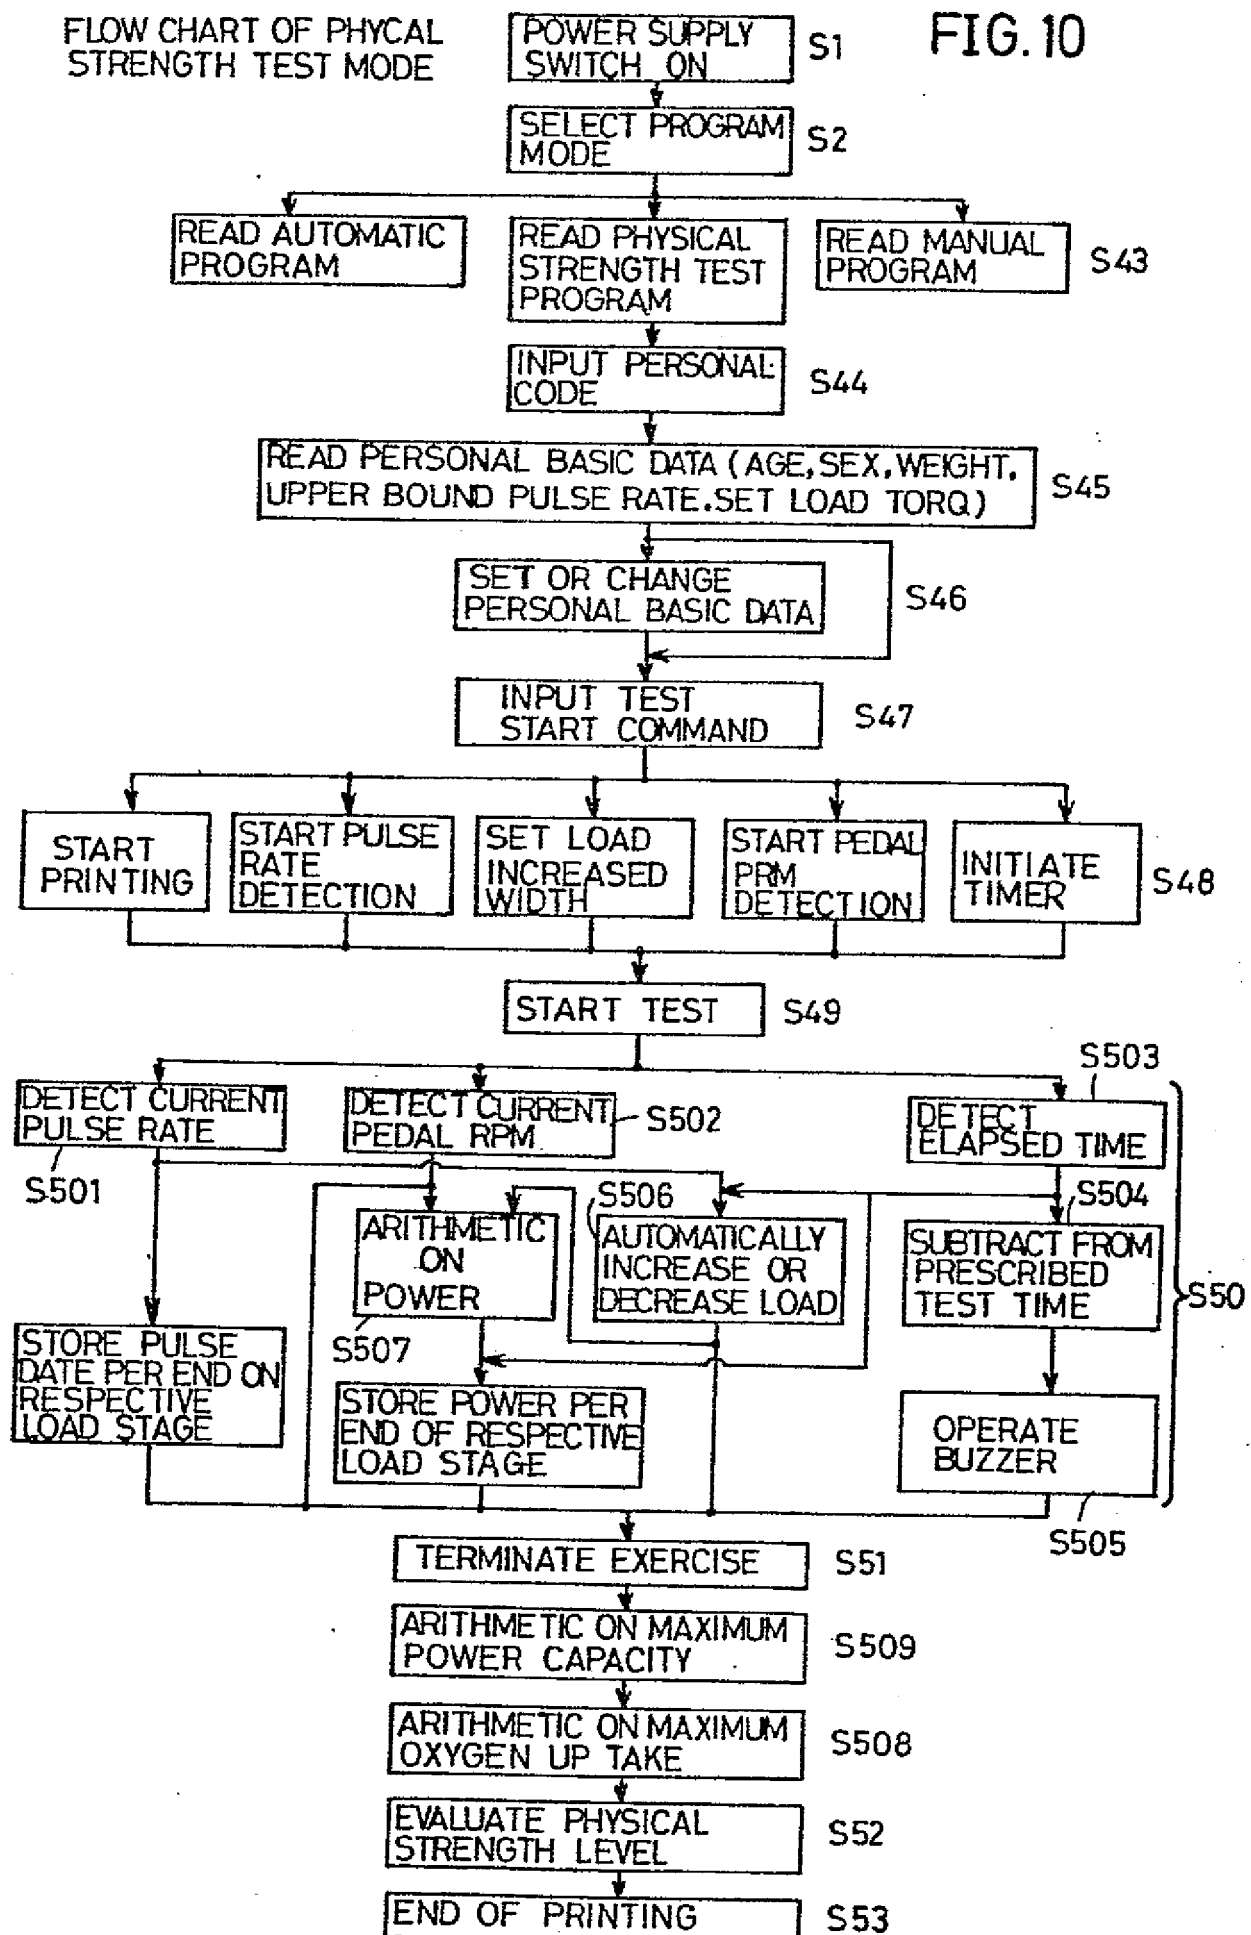 FLOW CHART OF PHYCAL
STRENGTH TEST MODE
FIG.10
POWER SUPPLY
SWITCH ON
S1
SELECT PROGRAM
MODE
S2
READ AUTOMATIC
PROGRAM
READ PHYSICAL
STRENGTH TEST
PROGRAM
READ MANUAL
PROGRAM
S43
INPUT PERSONAL
CODE
S44
READ PERSONAL BASIC DATA (AGE,SEX,WEIGHT.
UPPER BOUND PULSE RATE.SET LOAD TORQ)
S45
SET OR CHANGE
PERSONAL BASIC DATA
S46
INPUT TEST
START COMMAND
S47
START
PRINTING
START PULSE
RATE
DETECTION
SET LOAD
INCREASED
WIDTH
START PEDAL
PRM
DETECTION
INITIATE
TIMER
S48
START TEST
S49
DETECT CURRENT
PULSE RATE
S501
DETECT CURRENT
PEDAL RPM
S502
S503
DETECT
ELAPSED TIME
S506
S504
ARITHMETIC
ON
POWER
S507
AUTOMATICALLY
INCREASE OR
DECREASE LOAD
SUBTRACT FROM
PRESCRIBED
TEST TIME
S50
STORE PULSE
DATE PER END ON
RESPECTIVE
LOAD STAGE
STORE POWER PER
END OF RESPECTIVE
LOAD STAGE
OPERATE
BUZZER
S505
TERMINATE EXERCISE
S51
ARITHMETIC ON MAXIMUM
POWER CAPACITY
S509
ARITHMETIC ON MAXIMUM
OXYGEN UP TAKE
S508
EVALUATE PHYSICAL
STRENGTH LEVEL
S52
END OF PRINTING
S53